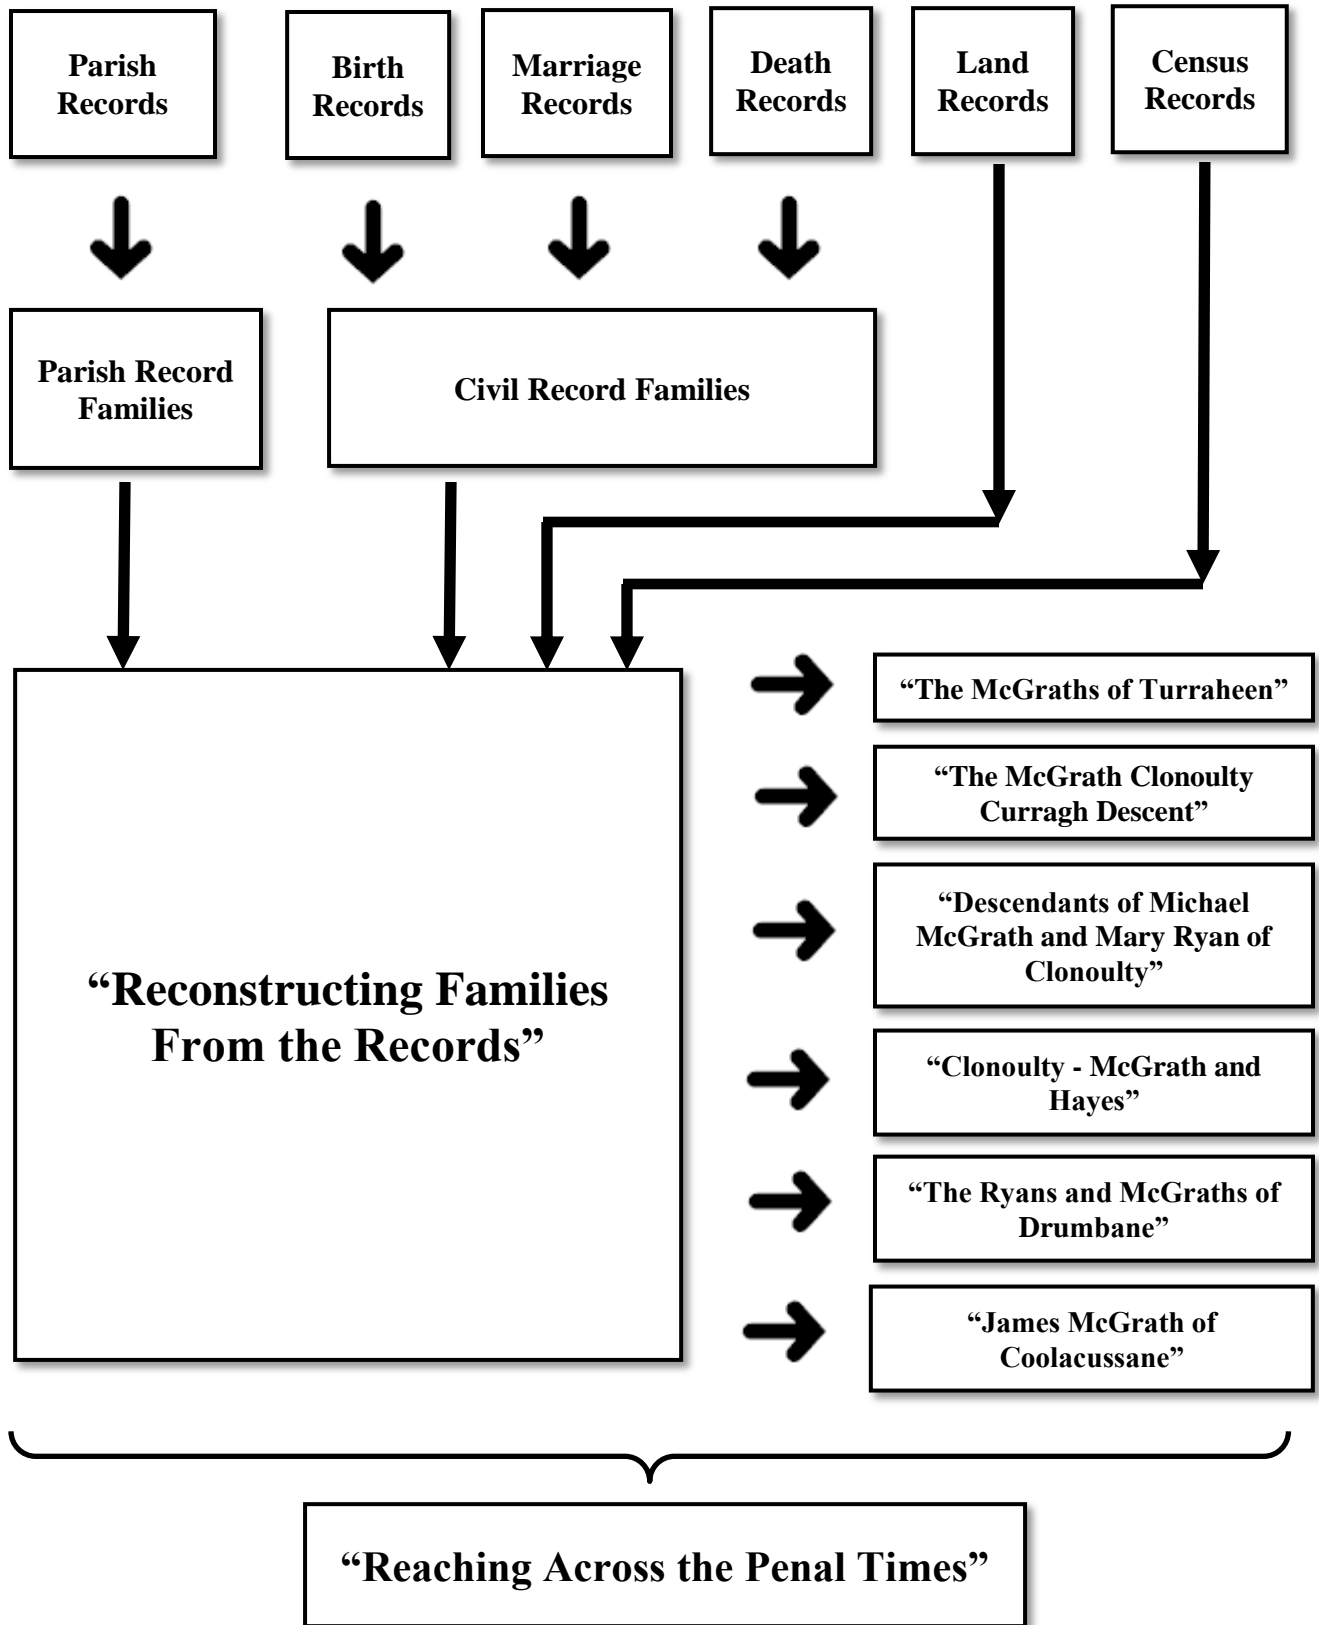 Parish
Records
Birth
Records
Marriage
Records
Death
Records
Land
Records
Census
Records
Parish Record
Families
Civil Record Families
“Reconstructing Families
From the Records”
“The McGraths of Turraheen”
“The McGrath Clonoulty
Curragh Descent”
“Descendants of Michael
McGrath and Mary Ryan of
Clonoulty”
“Clonoulty - McGrath and
Hayes”
“The Ryans and McGraths of
Drumbane”
“James McGrath of
Coolacussane”
“Reaching Across the Penal Times”